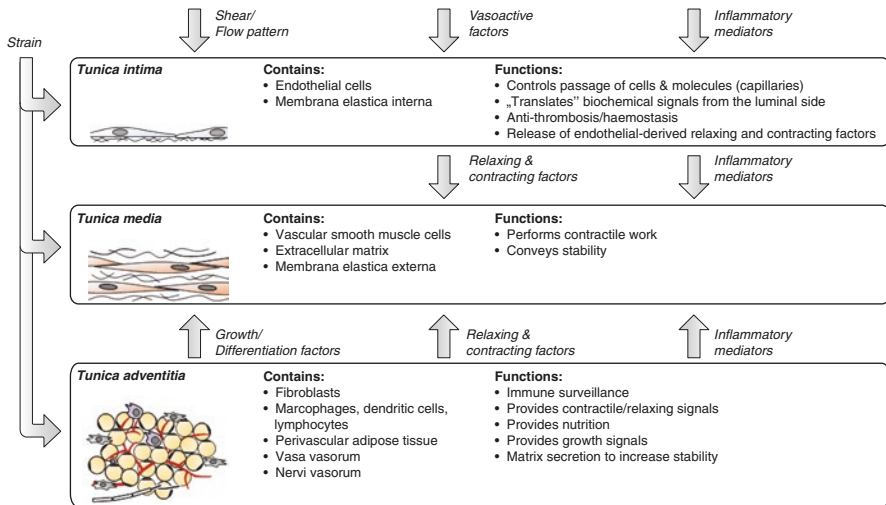 Shear/
Flow pattern
Vasoactive
factors
Inflammatory
mediators
Strain
Tunica intima
Contains:
• Endothelial cells
• Membrana elastica interna
Functions:
• Controls passage of cells & molecules (capillaries)
• „Translates” biochemical signals from the luminal side
• Anti-thrombosis/haemostasis
• Release of endothelial-derived relaxing and contracting factors
Relaxing &
contracting factors
Inflammatory
mediators
Tunica media
Contains:
• Vascular smooth muscle cells
• Extracellular matrix
• Membrana elastica externa
Functions:
• Performs contractile work
• Conveys stability
Growth/
Differentiation factors
Relaxing &
contracting factors
Inflammatory
mediators
Tunica adventitia
Contains:
• Fibroblasts
• Marcophages, dendritic cells,
lymphocytes
• Perivascular adipose tissue
• Vasa vasorum
• Nervi vasorum
Functions:
• Immune surveillance
• Provides contractile/relaxing signals
• Provides nutrition
• Provides growth signals
• Matrix secretion to increase stability